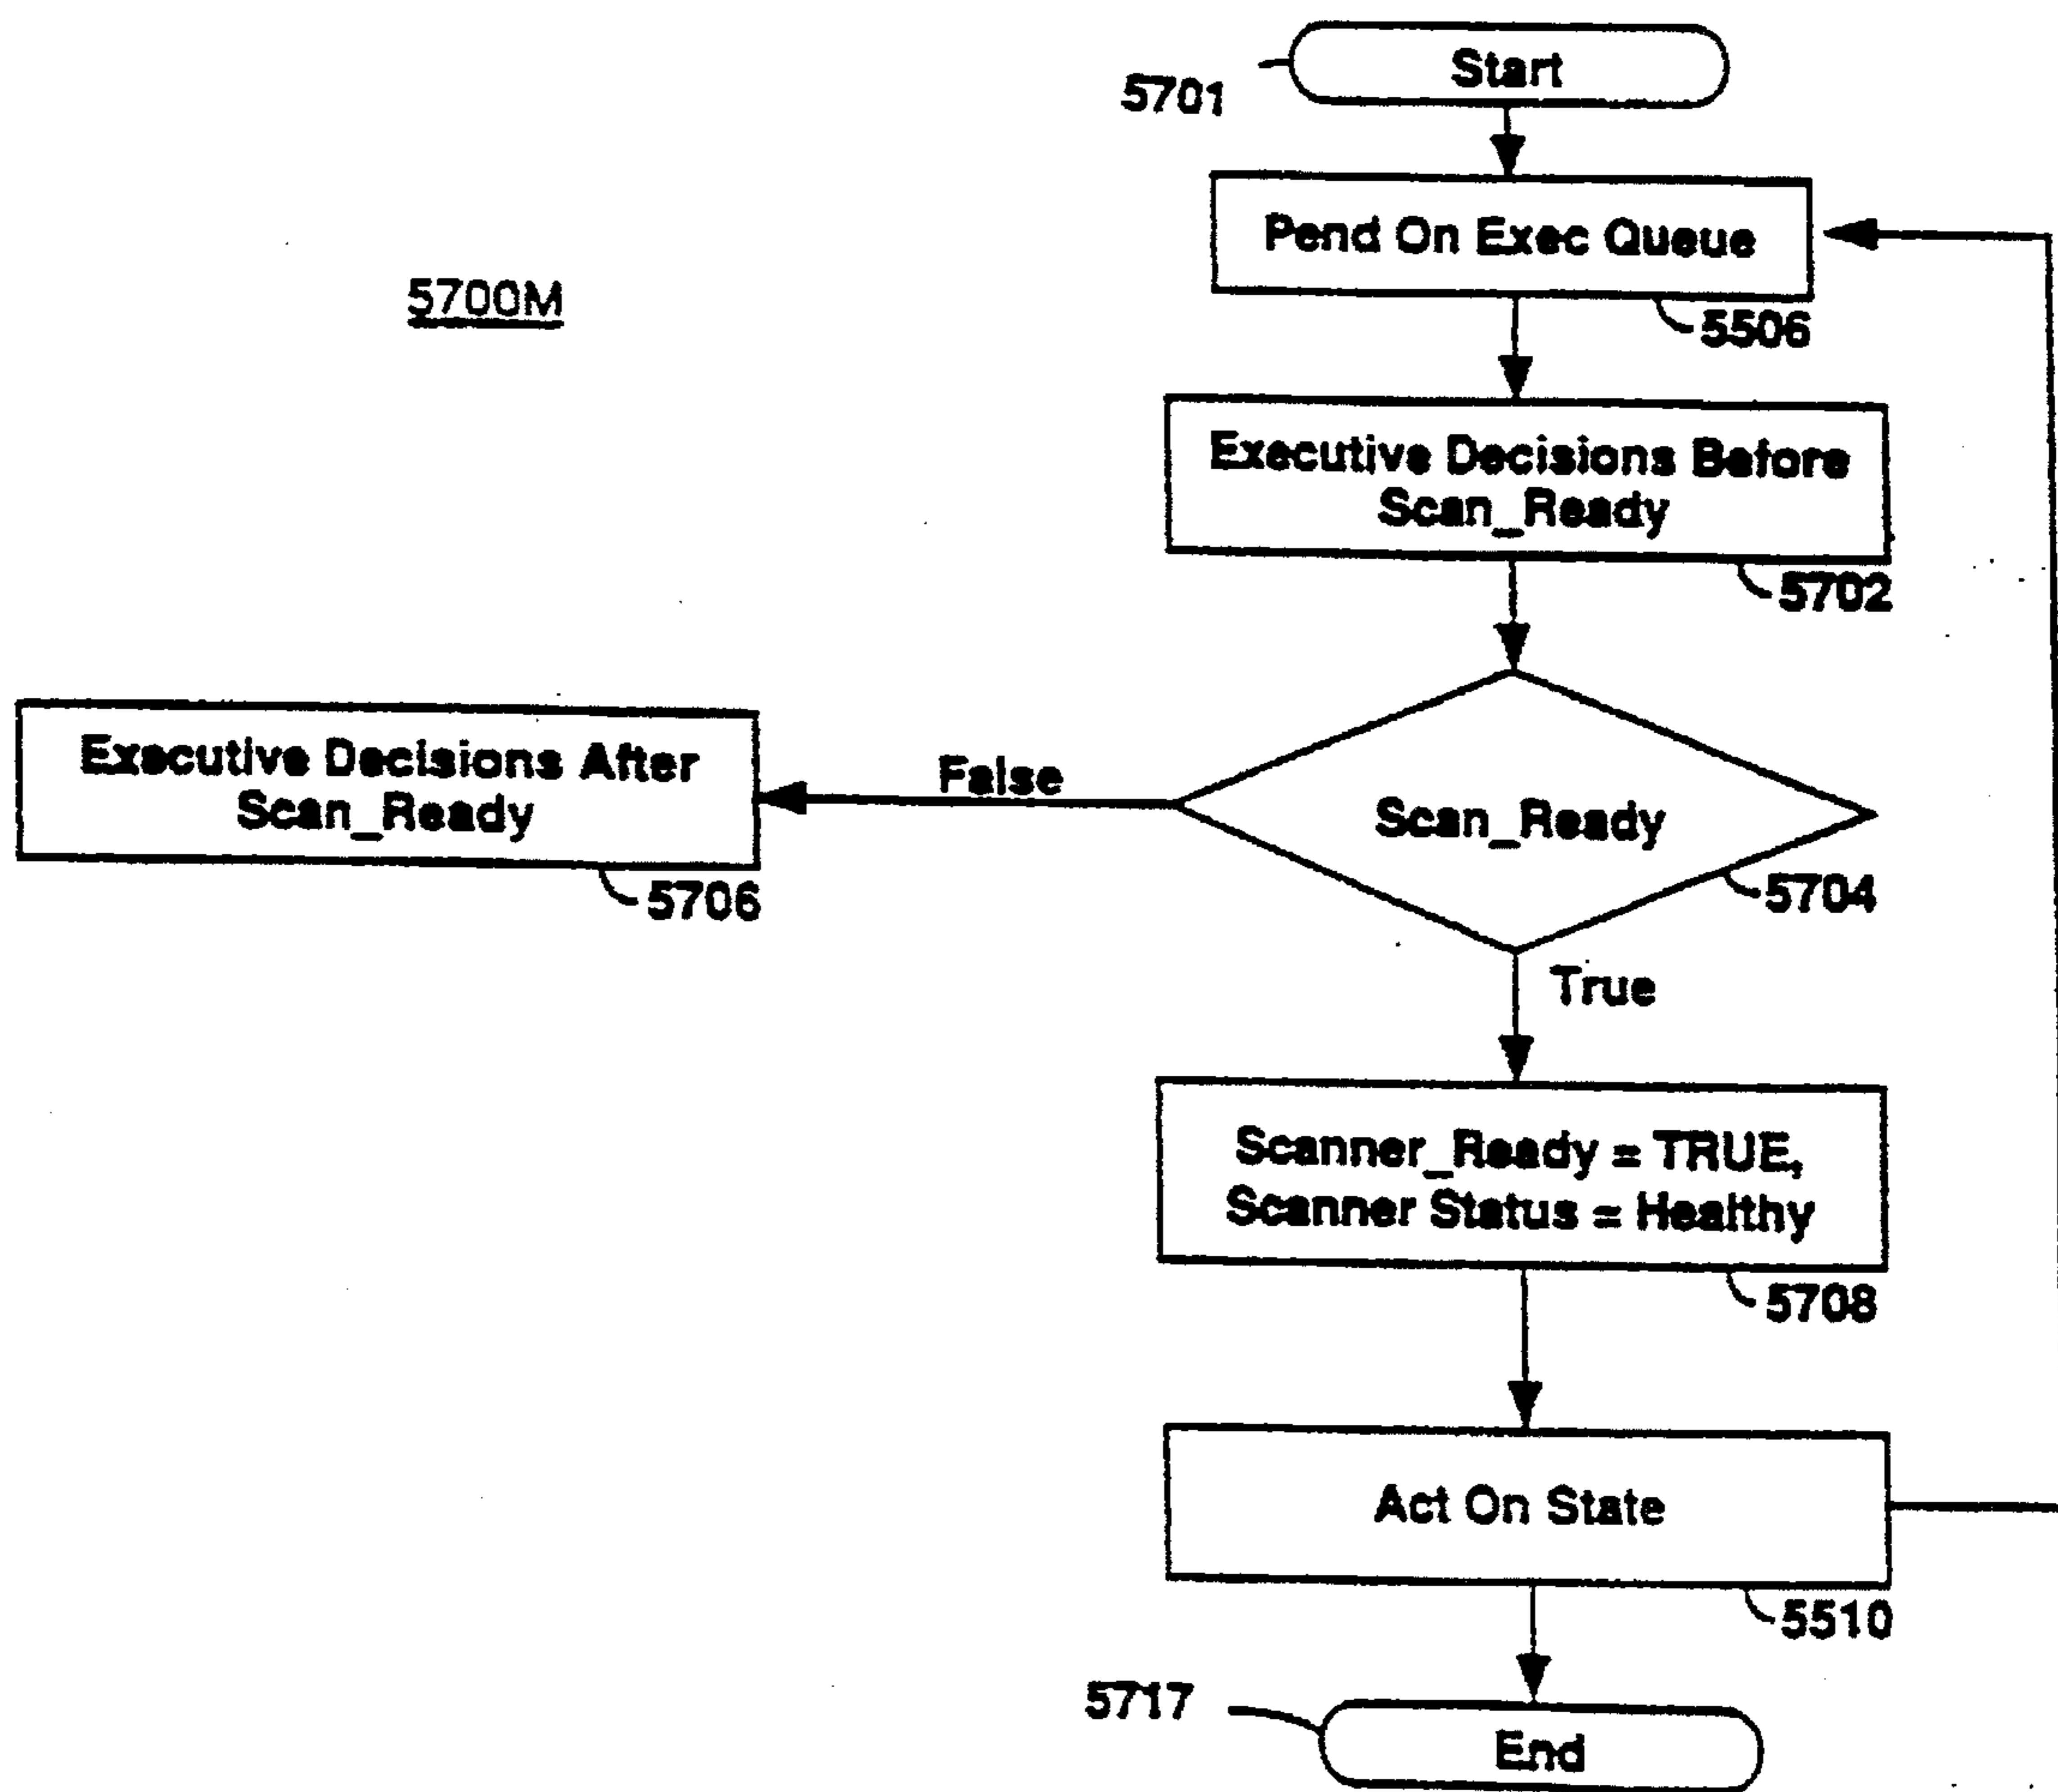 Start
5701
Pend On Exec Queue
5700M
5506
Executive Decisions Before
Scan_Ready
5702
Executive Decisions After
Scan_Ready
False
Scan_Ready
5706
5704
True
Scanner_Ready = TRUE,
Scanner Status = Healthy
5708
Act On State
5510
5717
End